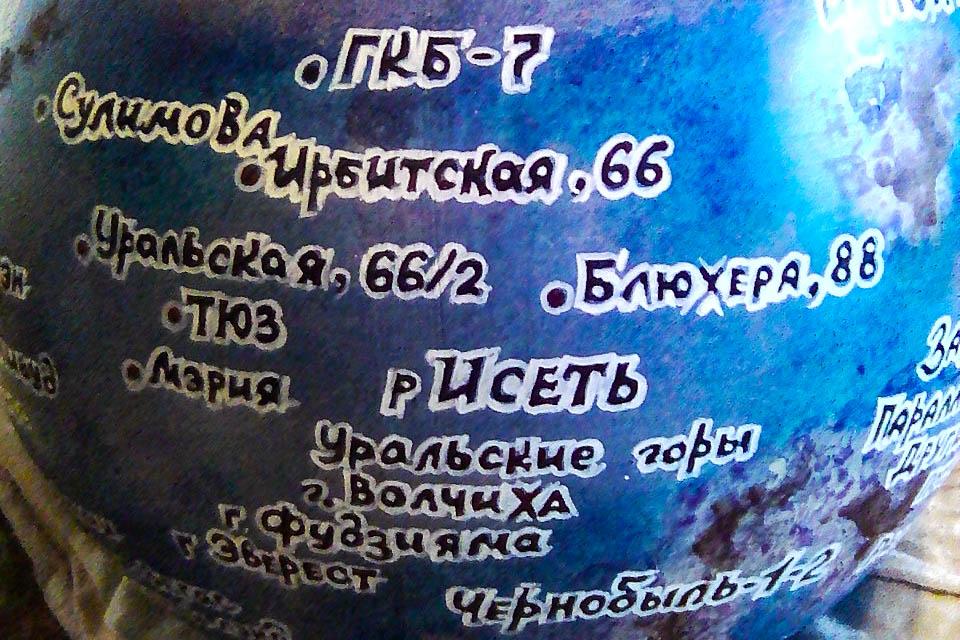 ГКБ-7
Сулимова
Ирбитская, 66
Уральская, 66/2
Блюхера, 88
ТЮЗ
Мэрия
р Исеть
Уральские горы
г. Волчиха
г. Фудзияма
г Эверест
Чернобыль-1-2